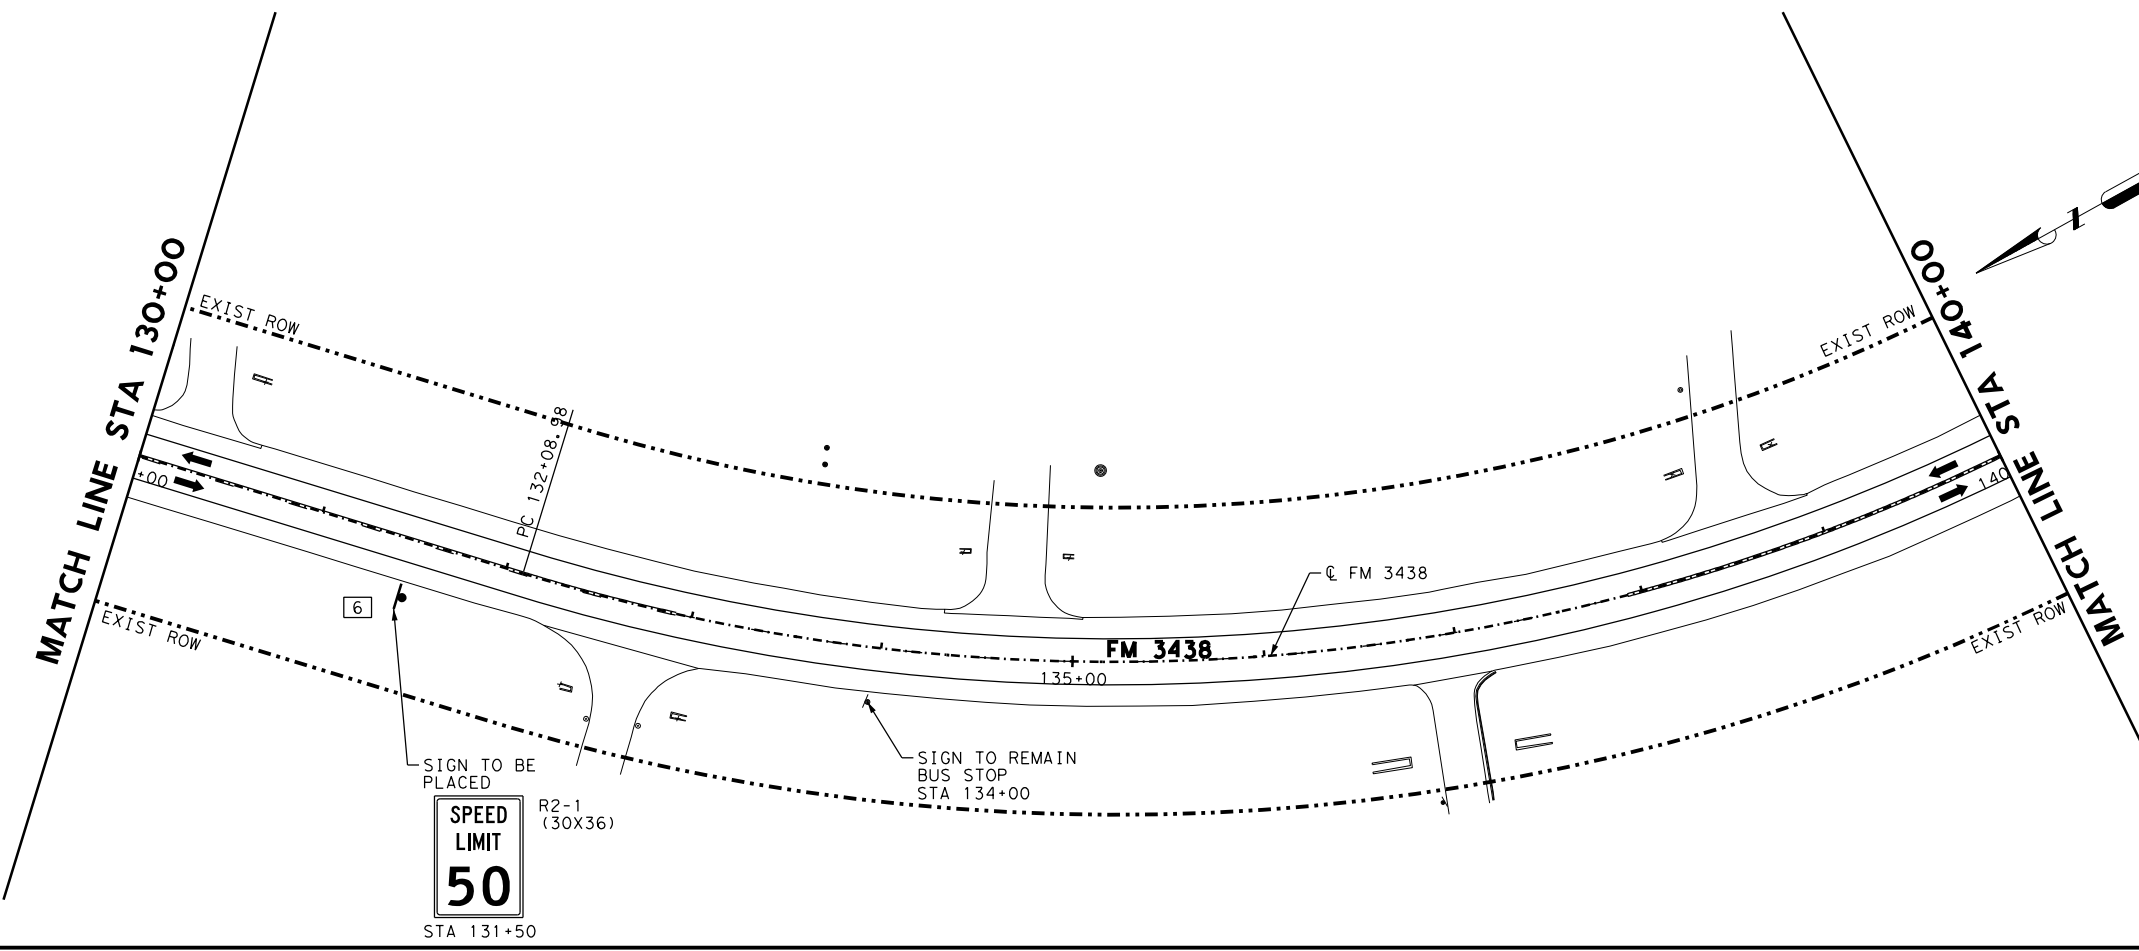 MATCH LINE STA 130+00
EXIST ROW
+00
EXIST ROW
PC 132+08.98
6
SIGN TO BE
PLACED
SPEED
LIMIT
50
R2-1
(30X36)
STA 131+50
SIGN TO REMAIN
BUS STOP
STA 134+00
FM 3438
135+00
℄ FM 3438
EXIST ROW
140
EXIST ROW
MATCH LINE STA 140+00
N